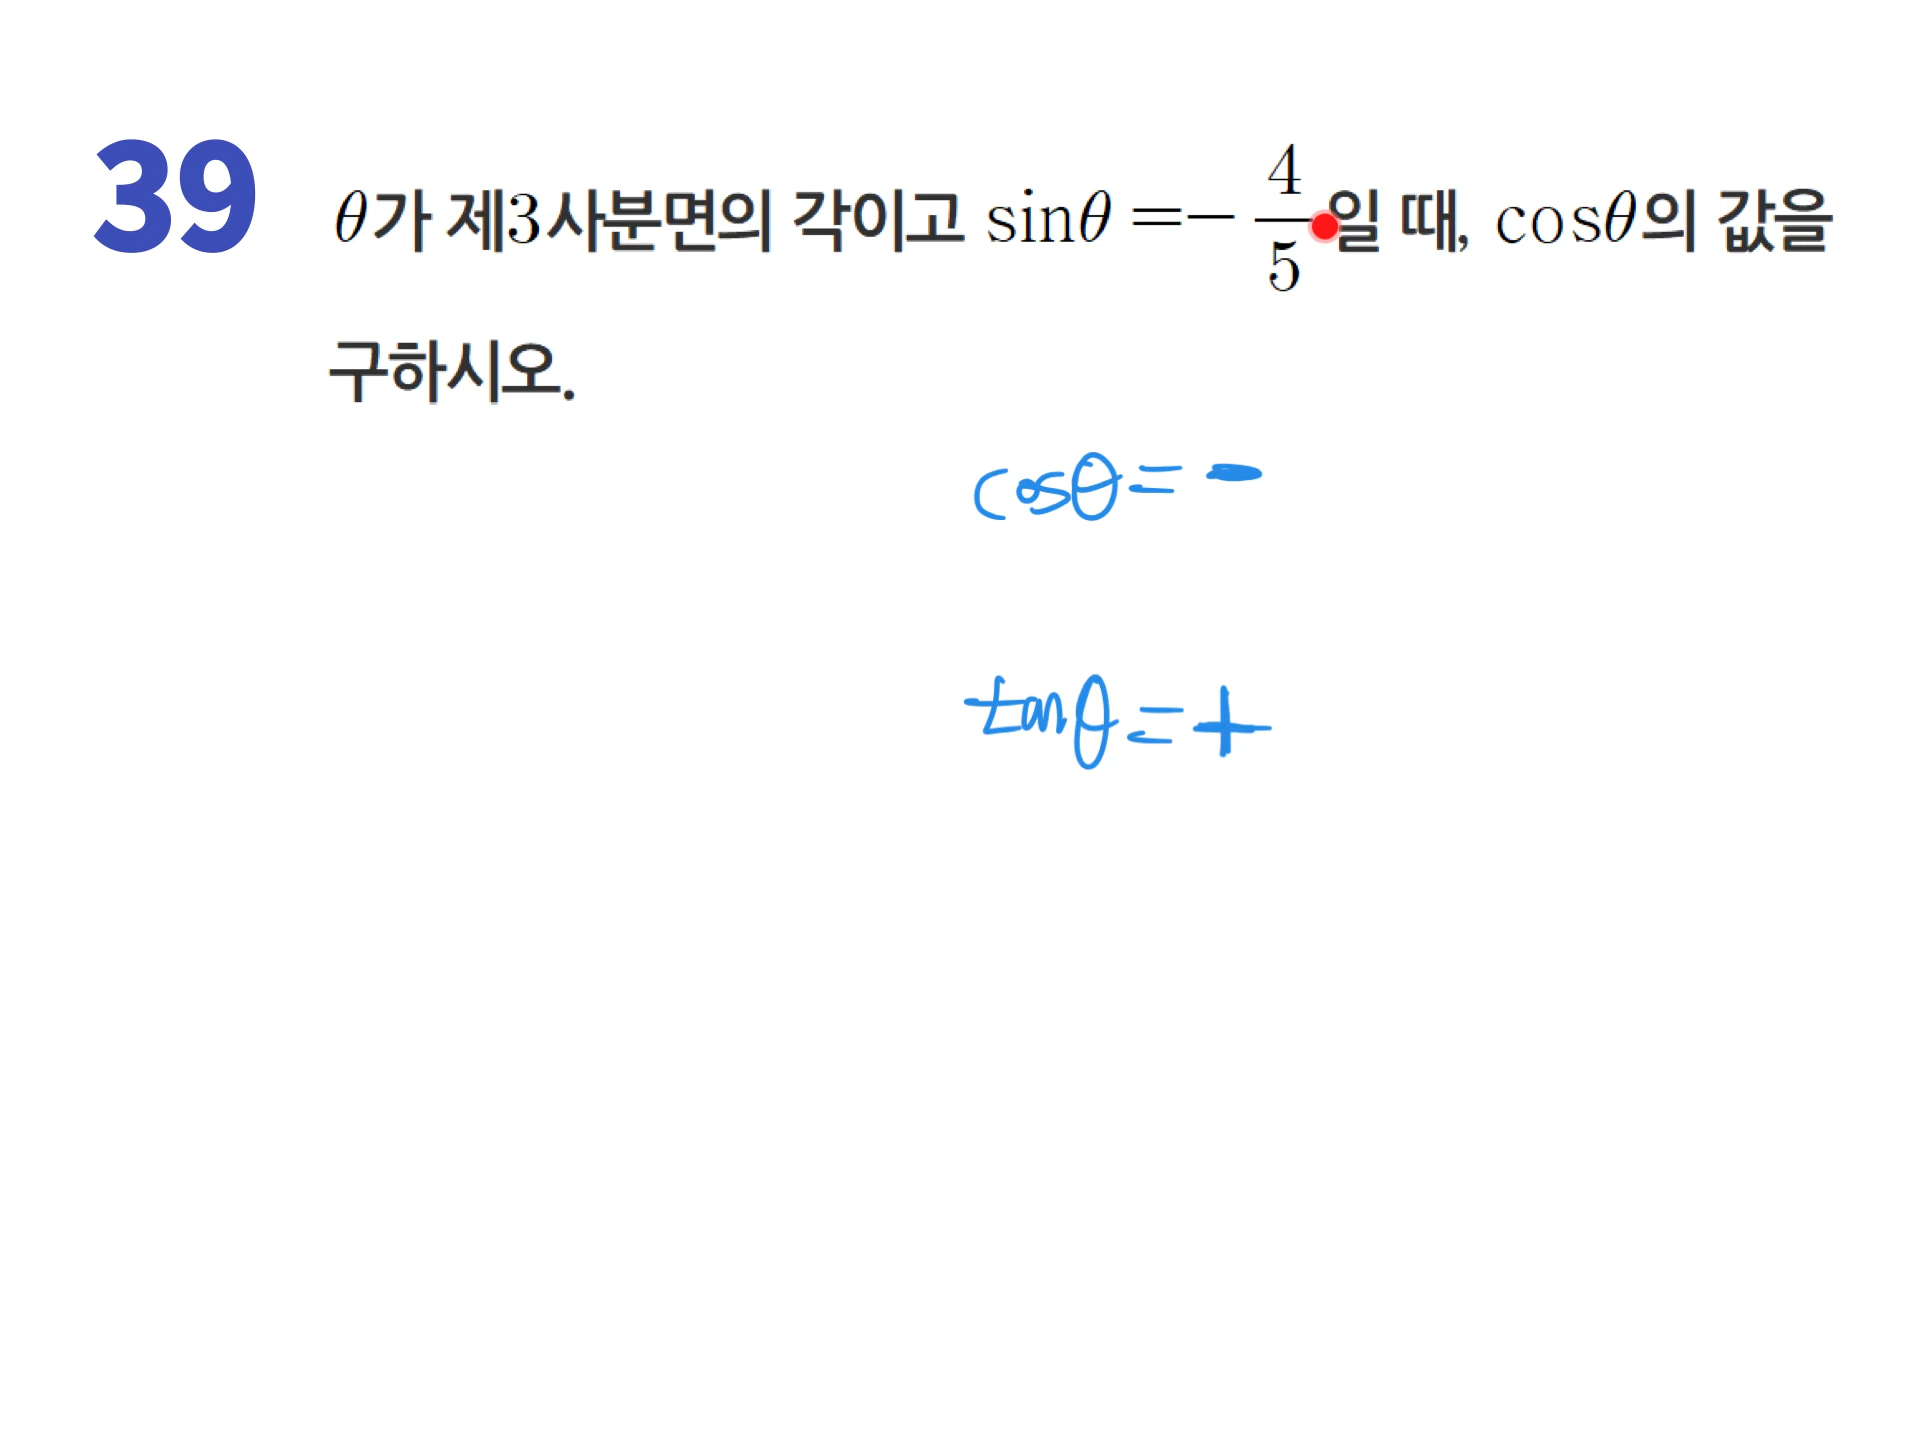 39 θ가 제3사분면의 각이고 sinθ = -4/5일 때, cosθ의 값을
구하시오.
cosθ = -
tanθ = +